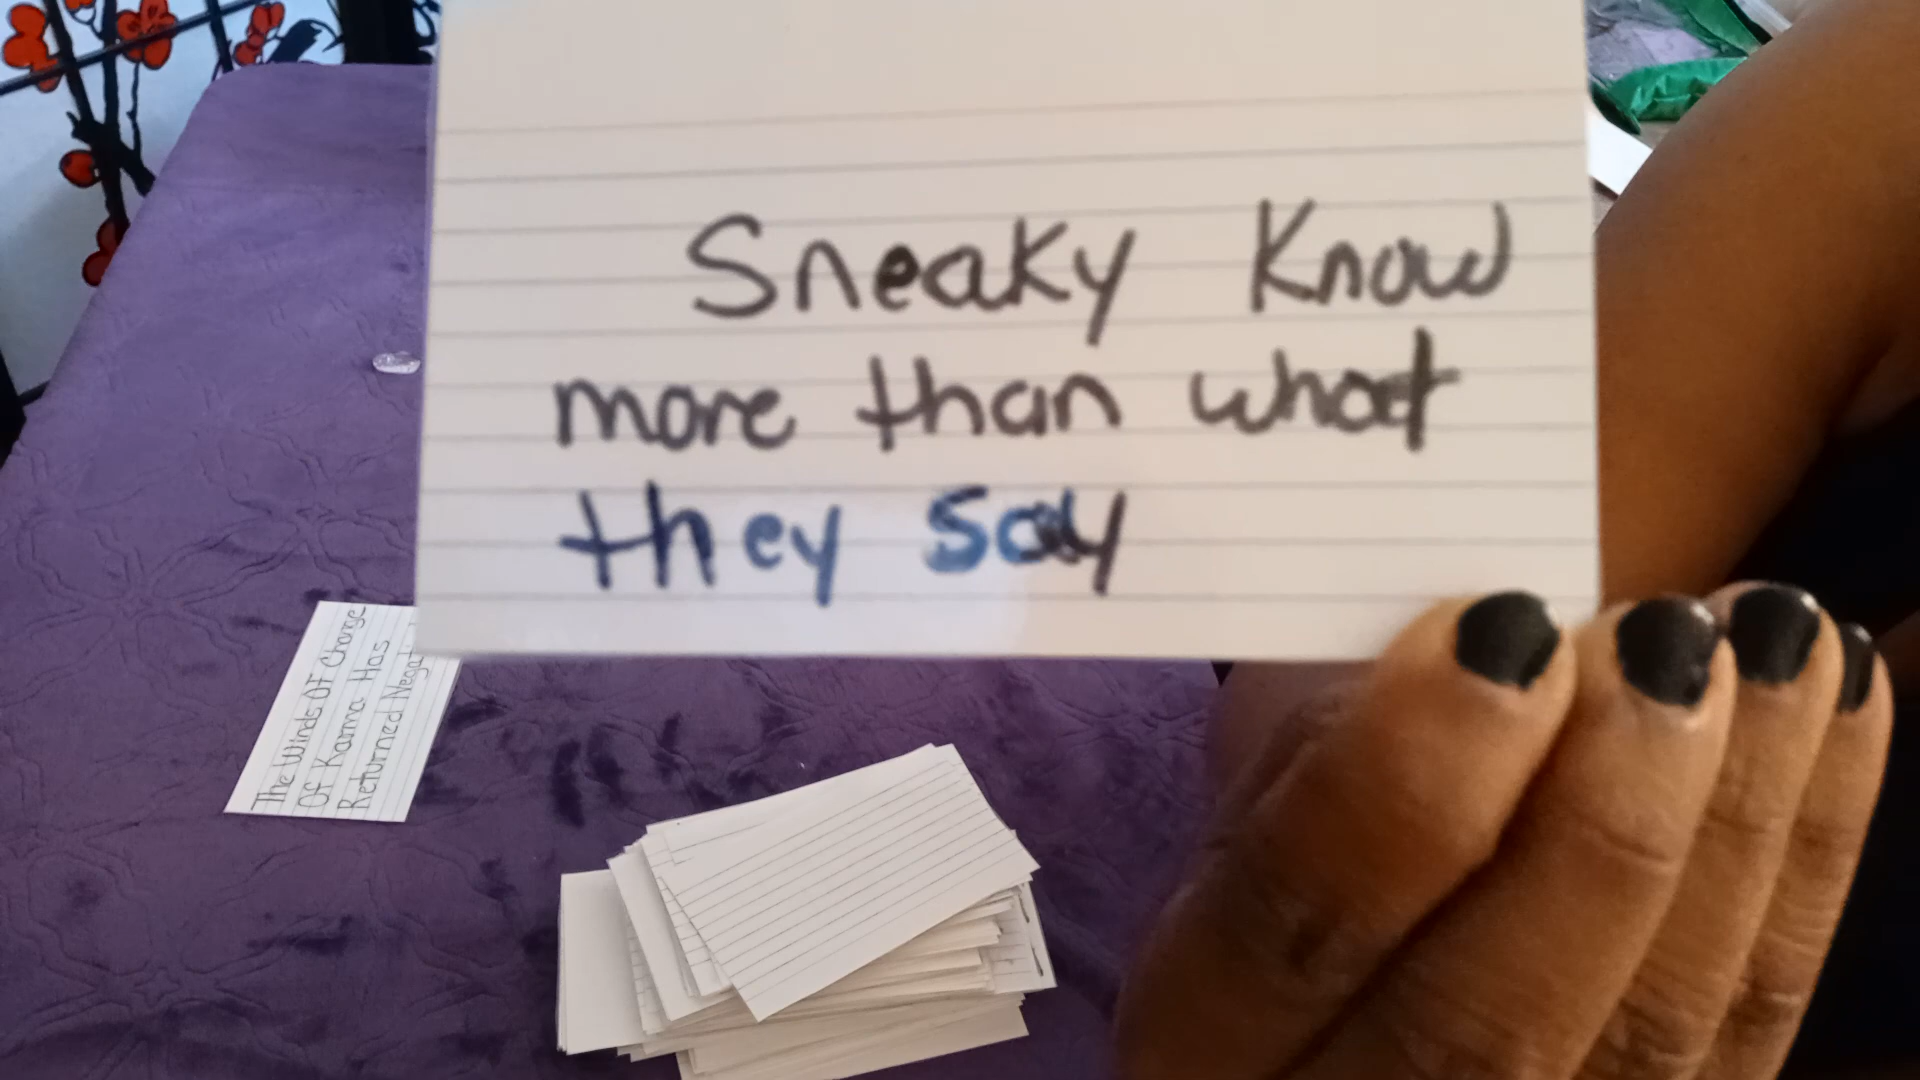 Sneaky Know
more than what
they say
The Winds Of Change
Of Karma Has
Returned